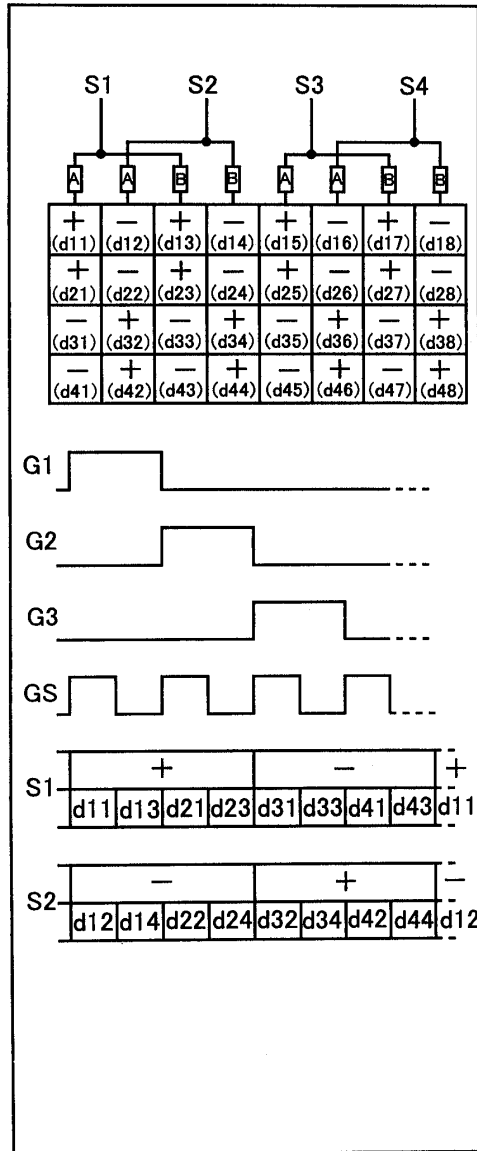 S1 S2 S3 S4
A A B B A A B B
+ − + − + − + −
(d11) (d12) (d13) (d14) (d15) (d16) (d17) (d18)
+ − + − + − + −
(d21) (d22) (d23) (d24) (d25) (d26) (d27) (d28)
− + − + − + − +
(d31) (d32) (d33) (d34) (d35) (d36) (d37) (d38)
− + − + − + − +
(d41) (d42) (d43) (d44) (d45) (d46) (d47) (d48)
G1
G2
G3
GS
+ − +
S1 d11 d13 d21 d23 d31 d33 d41 d43 d11
− + −
S2 d12 d14 d22 d24 d32 d34 d42 d44 d12